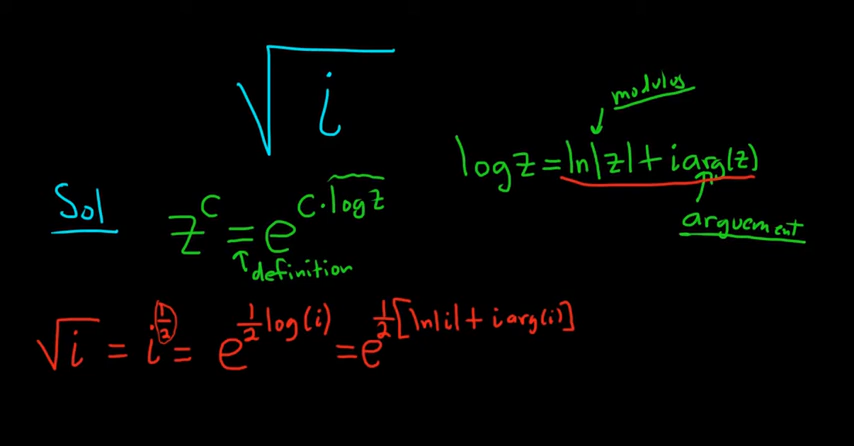 √i
modulus
log z = ln|z| + i arg(z)
arguement
Sol
z^c = e^(c·log z)
definition
√i = i^(1/2) = e^(1/2 log(i)) = e^(1/2 [ln|i| + i arg(i)])